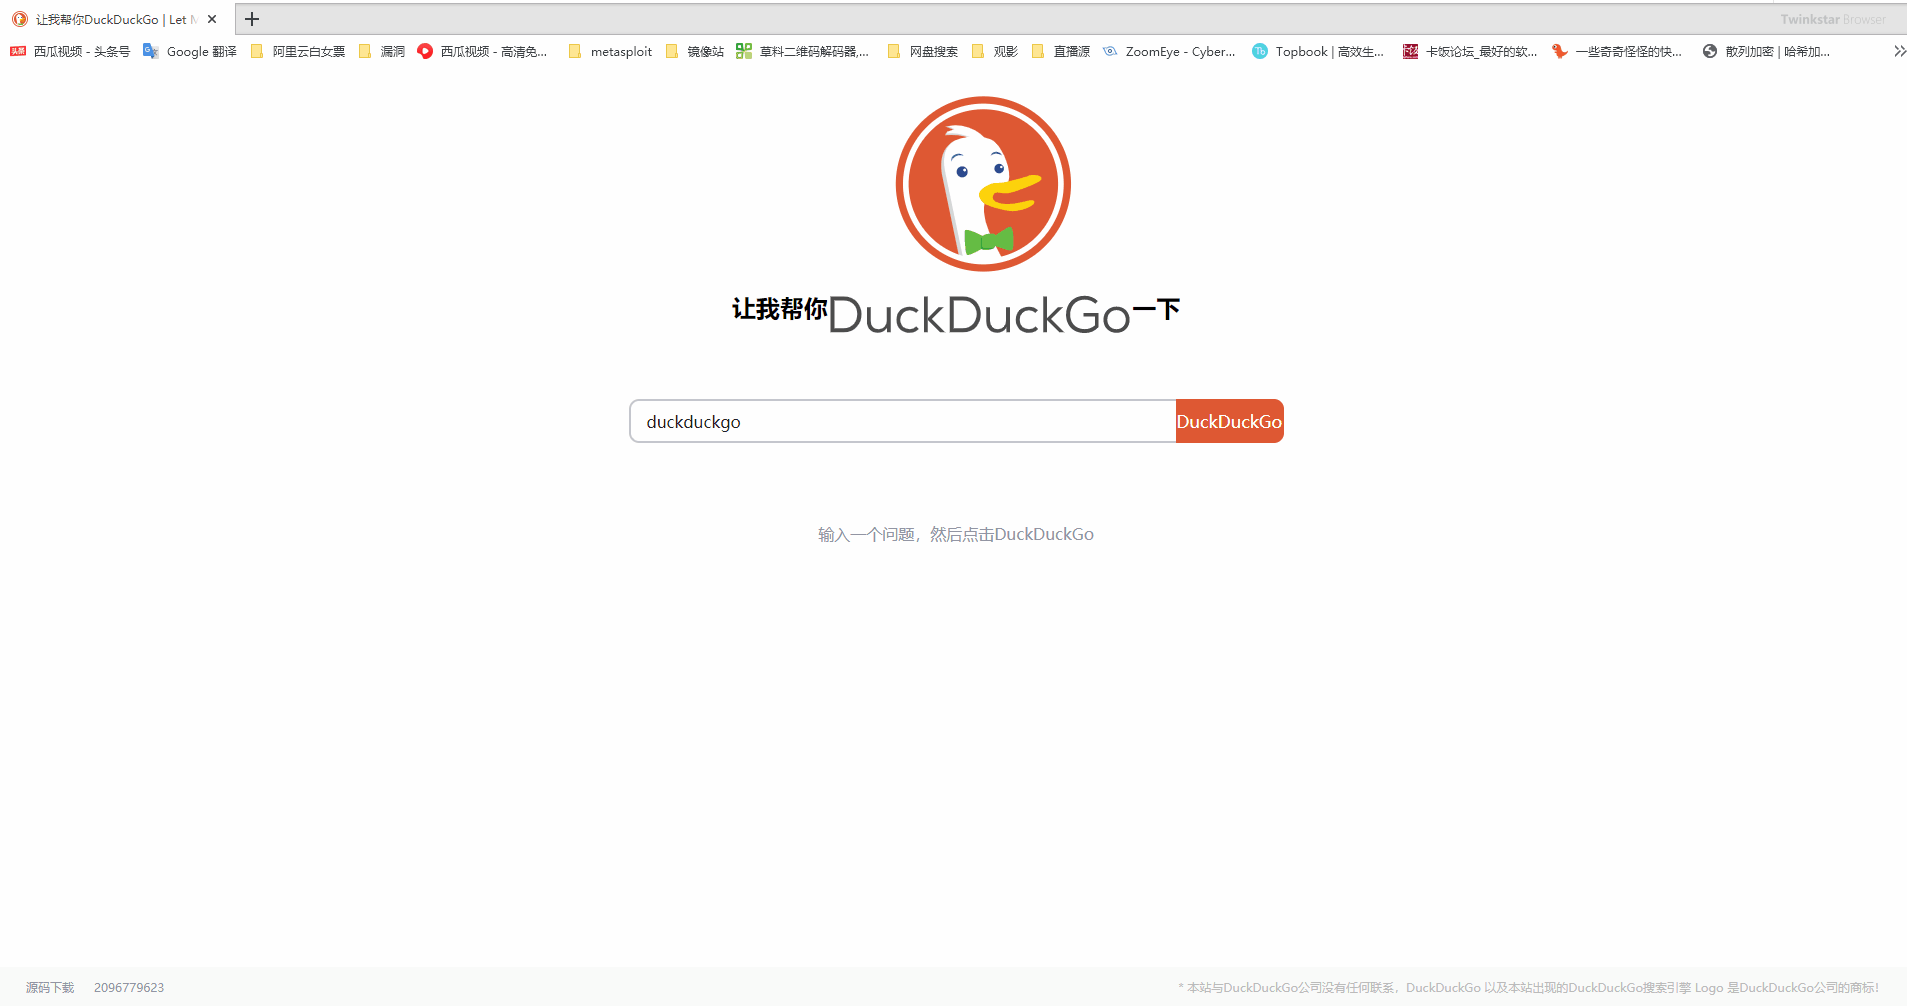 让我帮你DuckDuckGo | Let M
Twinkstar Browser
西瓜视频 - 头条号 Google 翻译 阿里云白女票 漏洞 西瓜视频 - 高清免... metasploit 镜像站 草料二维码解码器,... 网盘搜索 观影 直播源 ZoomEye - Cyber... Topbook | 高效生... 卡饭论坛_最好的软... 一些奇奇怪怪的快... 散列加密 | 哈希加...
让我帮你DuckDuckGo一下
duckduckgo DuckDuckGo
输入一个问题，然后点击DuckDuckGo
源码下载 2096779623 * 本站与DuckDuckGo公司没有任何联系，DuckDuckGo 以及本站出现的DuckDuckGo搜索引擎 Logo 是DuckDuckGo公司的商标！